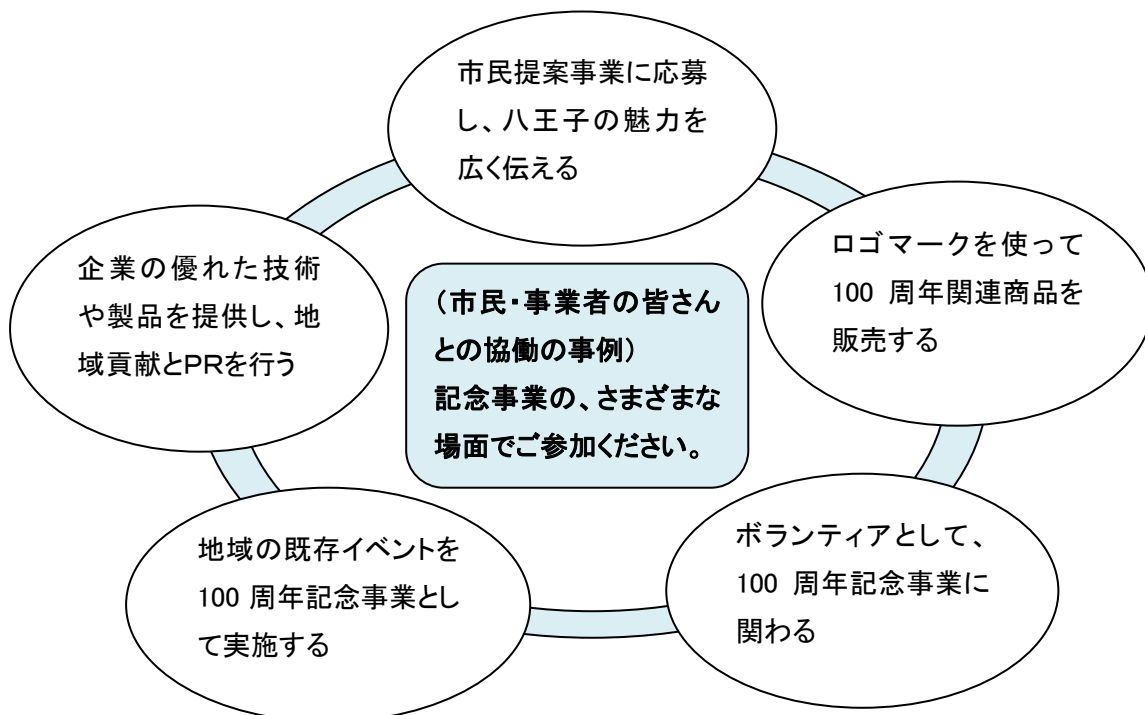 市民提案事業に応募
し、八王子の魅力を
広く伝える
企業の優れた技術
や製品を提供し、地
域貢献とPRを行う
ロゴマークを使って
100 周年関連商品を
販売する
（市民・事業者の皆さん
との協働の事例）
記念事業の、さまざまな
場面でご参加ください。
地域の既存イベントを
100 周年記念事業とし
て実施する
ボランティアとして、
100 周年記念事業に
関わる